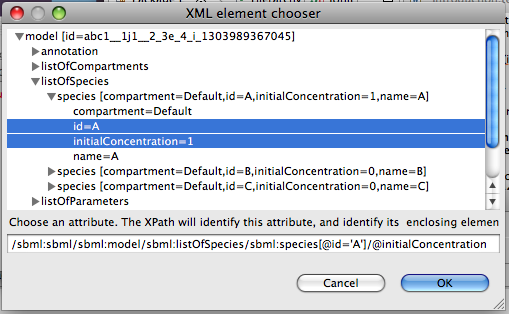 XML element chooser
model [id=abc1__1j1__2_3e_4_i_1303989367045]
annotation
listOfCompartments
listOfSpecies
species [compartment=Default,id=A,initialConcentration=1,name=A]
compartment=Default
id=A
initialConcentration=1
name=A
species [compartment=Default,id=B,initialConcentration=0,name=B]
species [compartment=Default,id=C,initialConcentration=0,name=C]
listOfParameters
Choose an attribute. The XPath will identify this attribute, and identify its enclosing elemen
/sbml:sbml/sbml:model/sbml:listOfSpecies/sbml:species[@id='A']/@initialConcentration
Cancel
OK